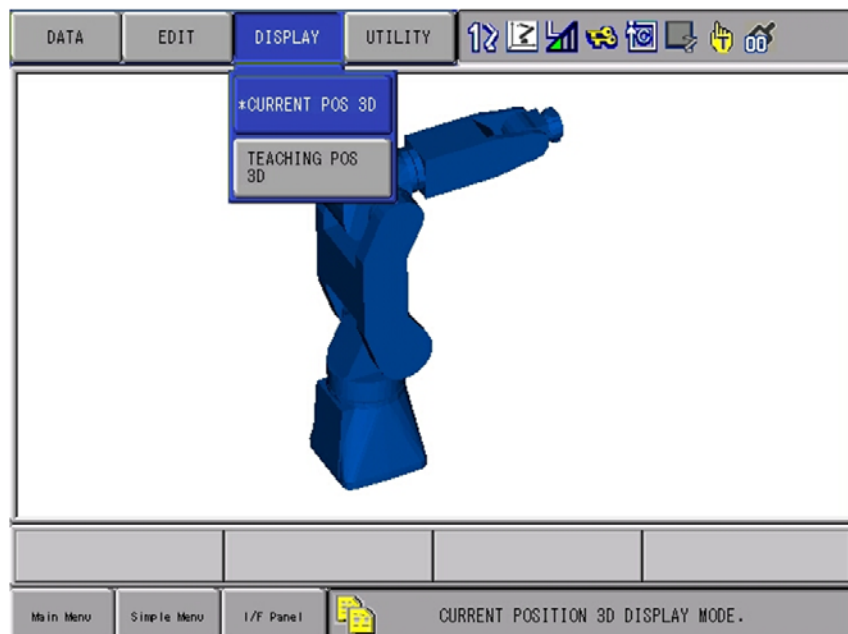 DATA
EDIT
DISPLAY
UTILITY
*CURRENT POS 3D
TEACHING POS
3D
Main Menu
Simple Menu
I/F Panel
CURRENT POSITION 3D DISPLAY MODE.